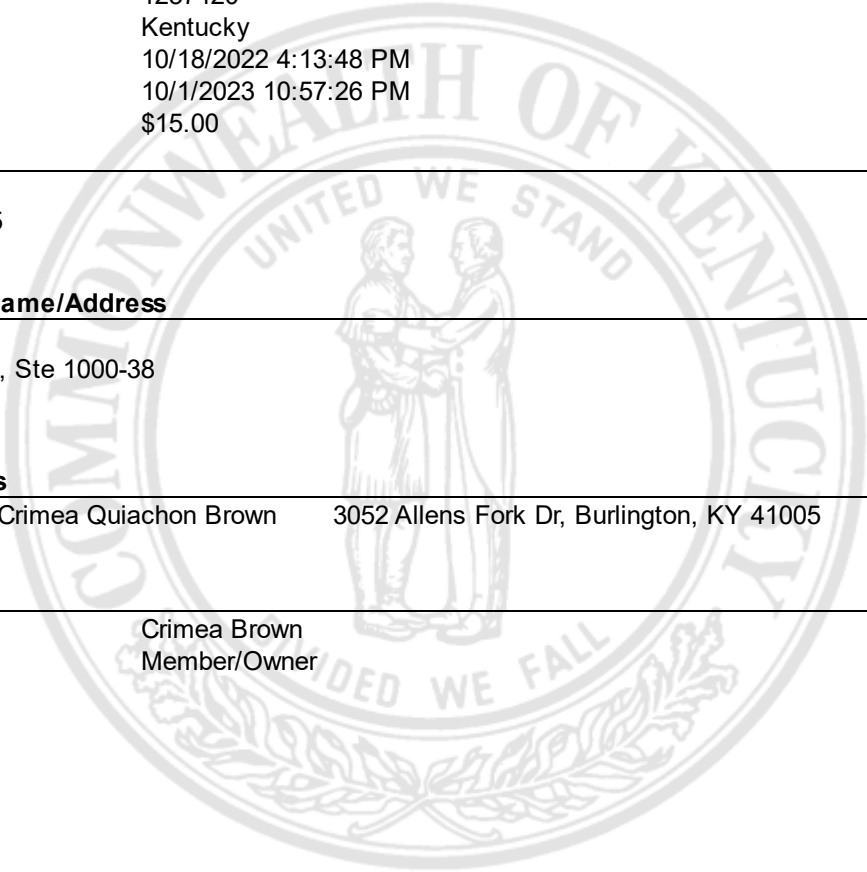 Kentucky
10/18/2022 4:13:48 PM
10/1/2023 10:57:26 PM
$15.00
ame/Address
, Ste 1000-38
s
Crimea Quiachon Brown 3052 Allens Fork Dr, Burlington, KY 41005
Crimea Brown
Member/Owner
COMMONWEALTH OF KENTUCKY
UNITED WE STAND
DIVIDED WE FALL